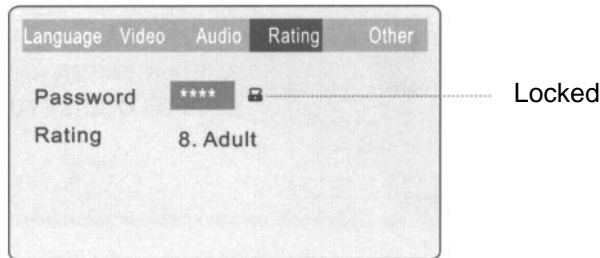 Language Video Audio Rating Other
Password **** Locked
Rating 8. Adult